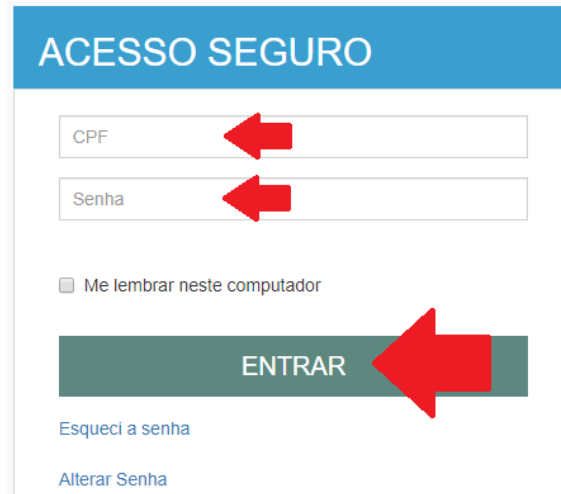 ACESSO SEGURO
CPF
Senha
Me lembrar neste computador
ENTRAR
Esqueci a senha
Alterar Senha